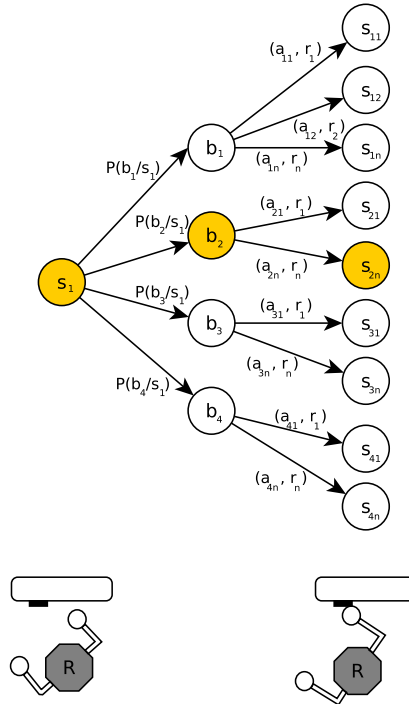 s₁₁
(a₁₁, r₁)
s₁₂
(a₁₂, r₂)
b₁
s₁ₙ
(a₁ₙ, rₙ)
P(b₁/s₁)
(a₂₁, r₁)
s₂₁
P(b₂/s₁)
b₂
(a₂ₙ, rₙ)
s₂ₙ
s₁
P(b₃/s₁)
(a₃₁, r₁)
b₃
s₃₁
(a₃ₙ, rₙ)
s₃ₙ
P(b₄/s₁)
b₄
(a₄₁, r₁)
s₄₁
(a₄ₙ, rₙ)
s₄ₙ
R
R